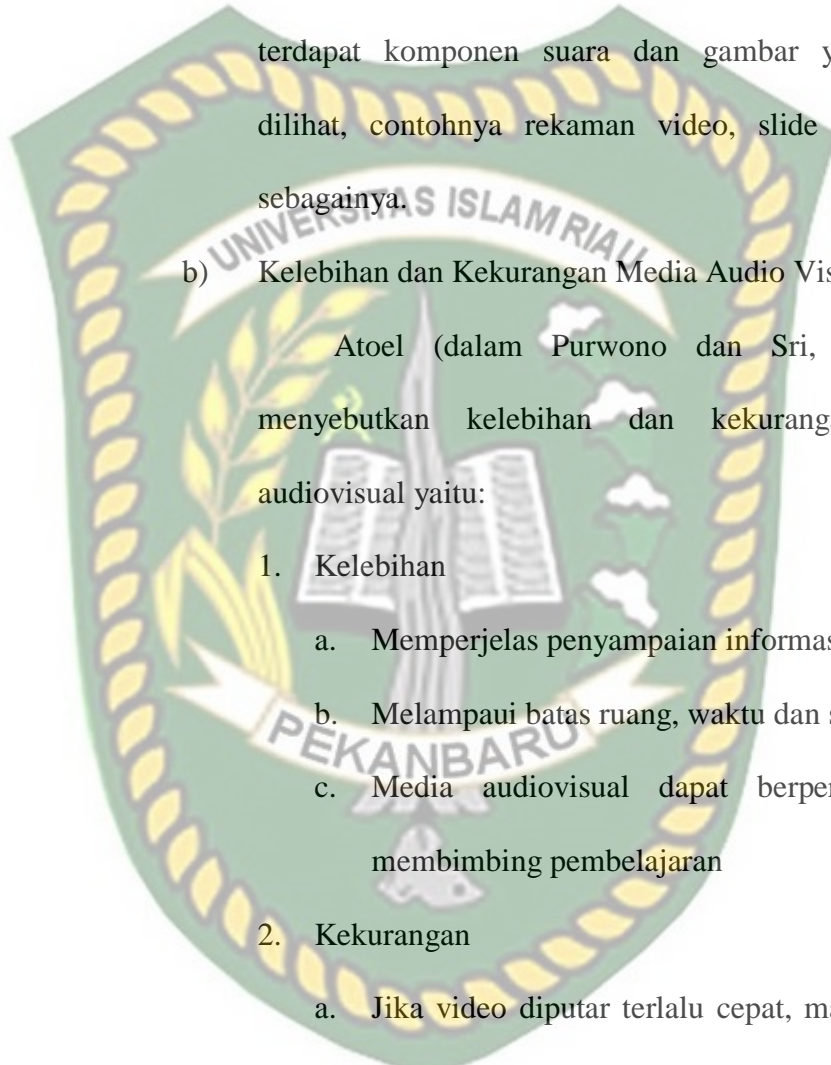 terdapat komponen suara dan gambar y
dilihat, contohnya rekaman video, slide
sebagainya.
UNIVERSITAS ISLAM RIAU
b) Kelebihan dan Kekurangan Media Audio Vis
Atoel (dalam Purwono dan Sri,
menyebutkan kelebihan dan kekurang
audiovisual yaitu:
1. Kelebihan
a. Memperjelas penyampaian informas
b. Melampaui batas ruang, waktu dan s
PEKANBARU
c. Media audiovisual dapat berper
membimbing pembelajaran
2. Kekurangan
a. Jika video diputar terlalu cepat, ma